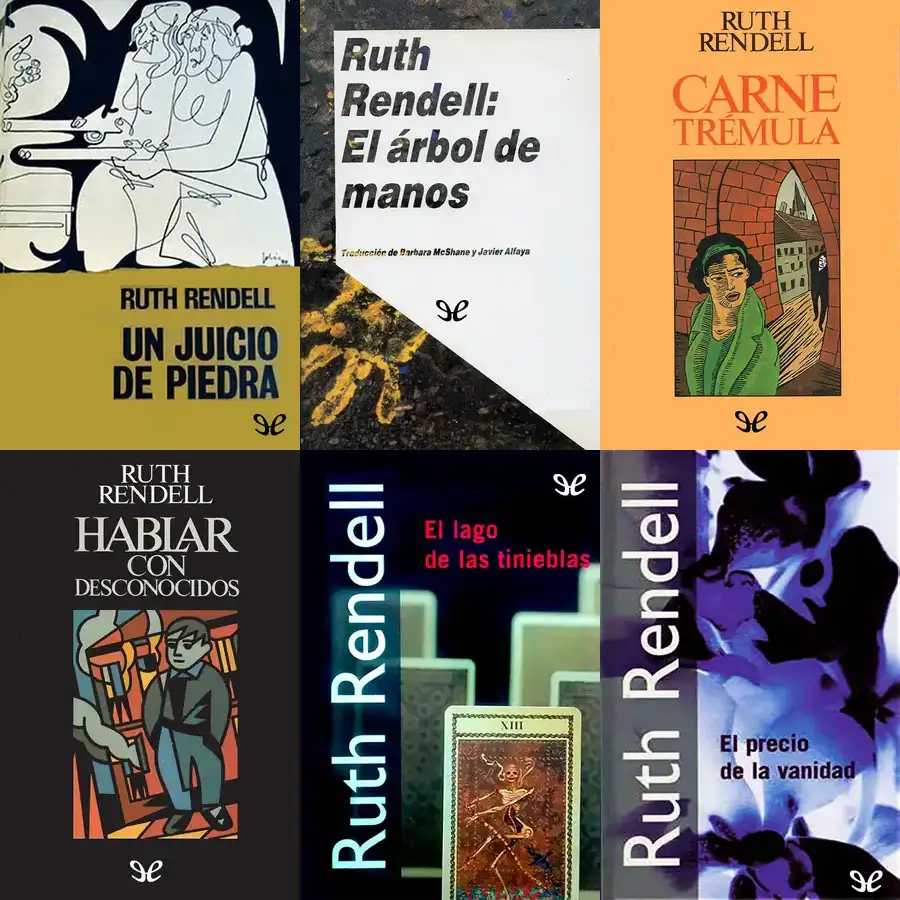 RUTH RENDELL
UN JUICIO
DE PIEDRA
Ruth
Rendell:
El árbol de
manos
Traducción de Barbara McShane y Javier Alfaya
RUTH
RENDELL
CARNE
TRÉMULA
RUTH
RENDELL
HABLAR
CON
DESCONOCIDOS
Ruth Rendell
El lago
de las tinieblas
XIII
Ruth Rendell
El precio
de la vanidad